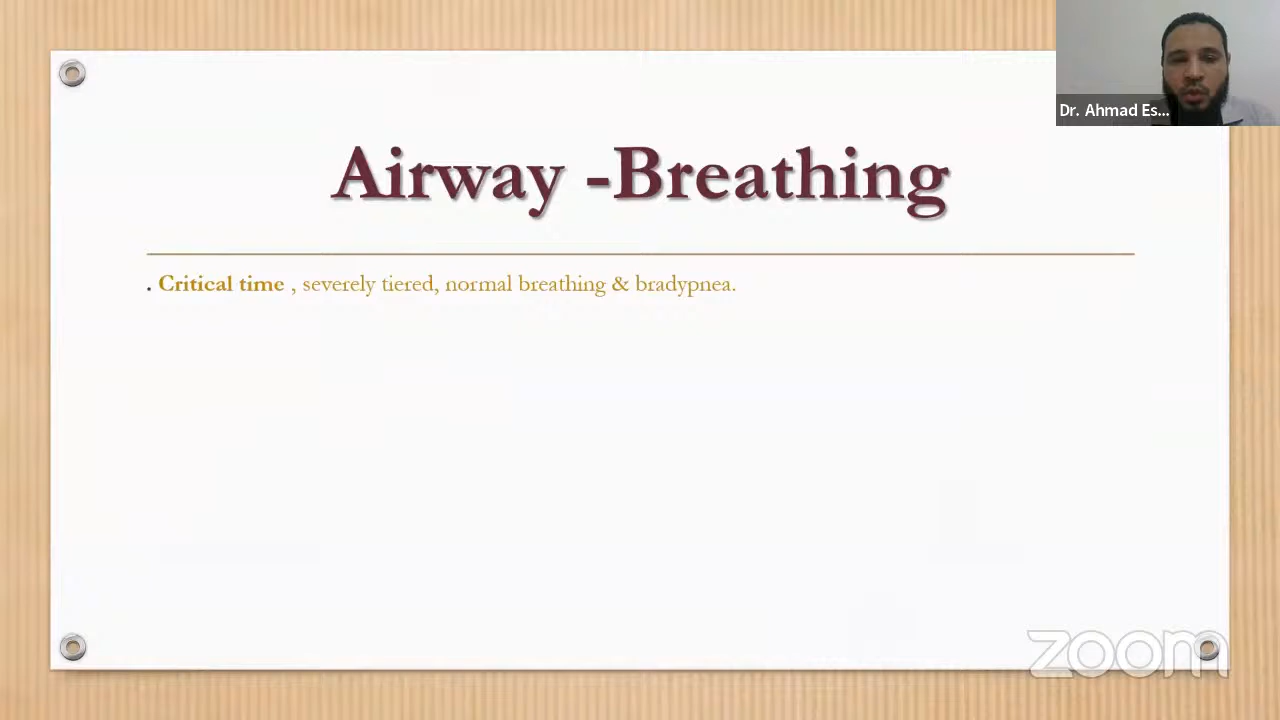 Dr. Ahmad Es...
Airway -Breathing
. Critical time , severely tiered, normal breathing & bradypnea.
zoom